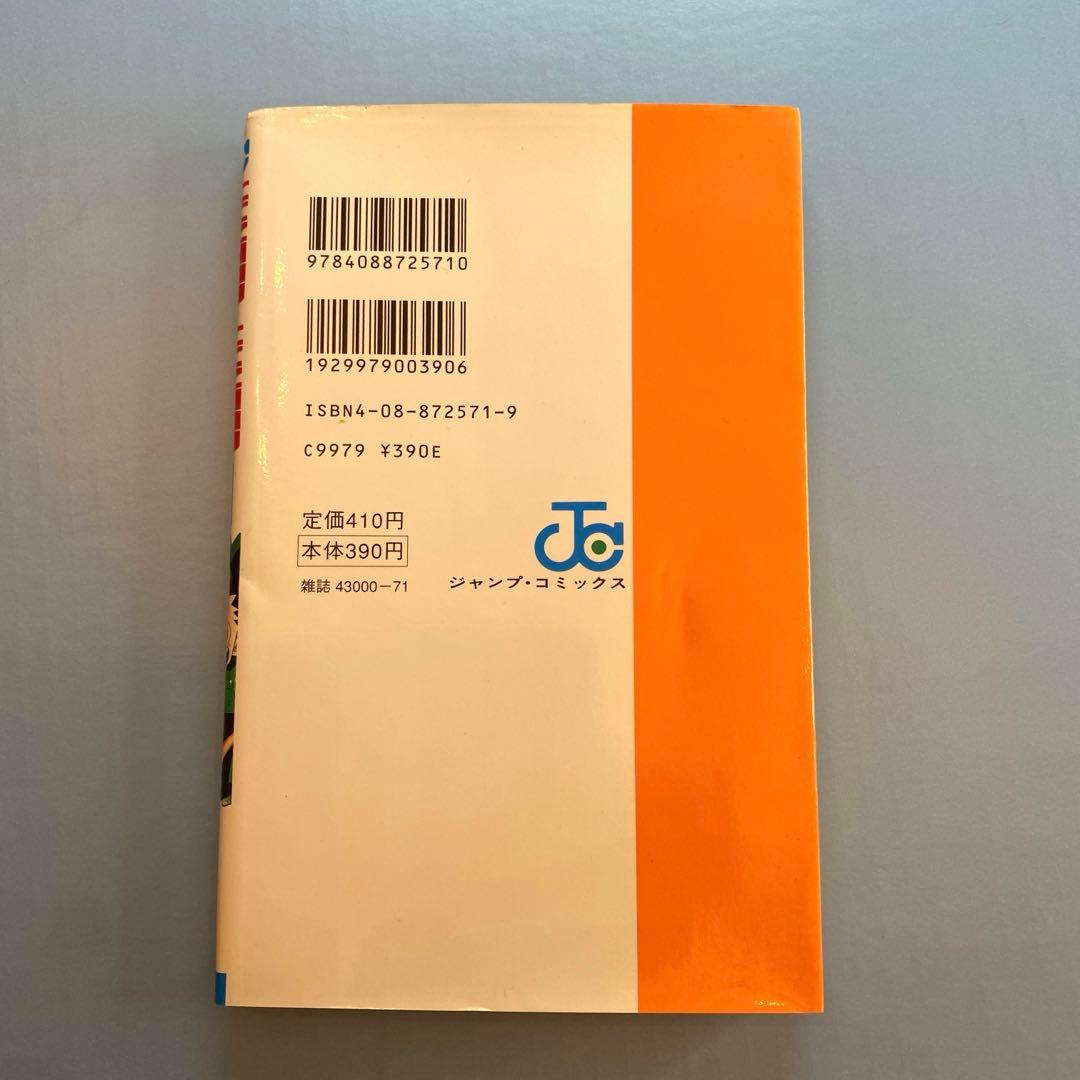 9784088725710
1929979003906
ISBN4-08-872571-9
C9979 ¥390E
定価410円
本体390円
雑誌 43000-71
JC
ジャンプ・コミックス